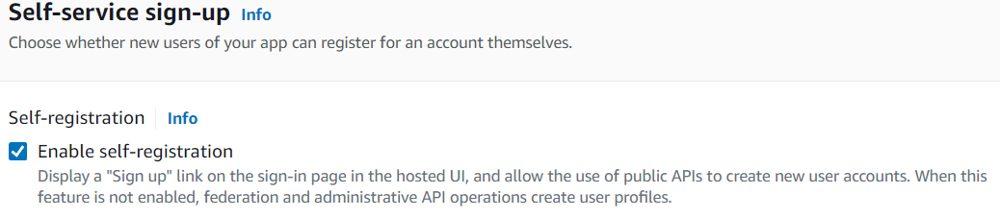 Self-service sign-up Info
Choose whether new users of your app can register for an account themselves.
Self-registration Info
Enable self-registration
Display a "Sign up" link on the sign-in page in the hosted UI, and allow the use of public APIs to create new user accounts. When this
feature is not enabled, federation and administrative API operations create user profiles.